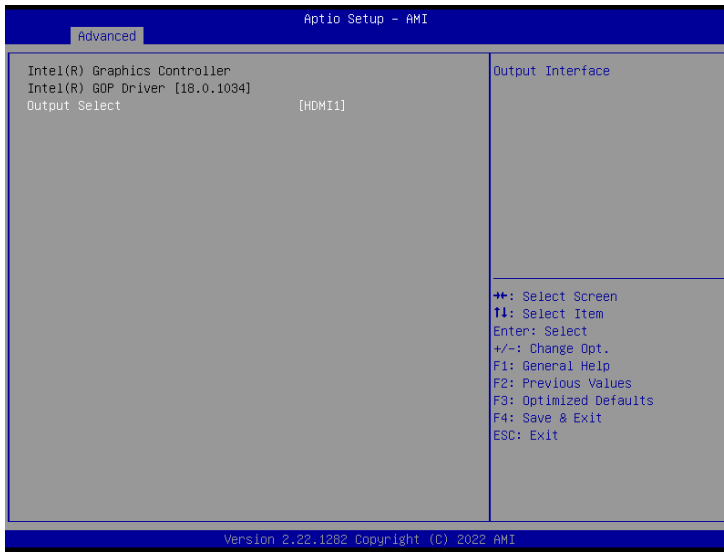 Aptio Setup – AMI
Advanced
Intel(R) Graphics Controller
Intel(R) GOP Driver [18.0.1034]
Output Select [HDMI1]
Output Interface
→←: Select Screen
↑↓: Select Item
Enter: Select
+/-: Change Opt.
F1: General Help
F2: Previous Values
F3: Optimized Defaults
F4: Save & Exit
ESC: Exit
Version 2.22.1282 Copyright (C) 2022 AMI